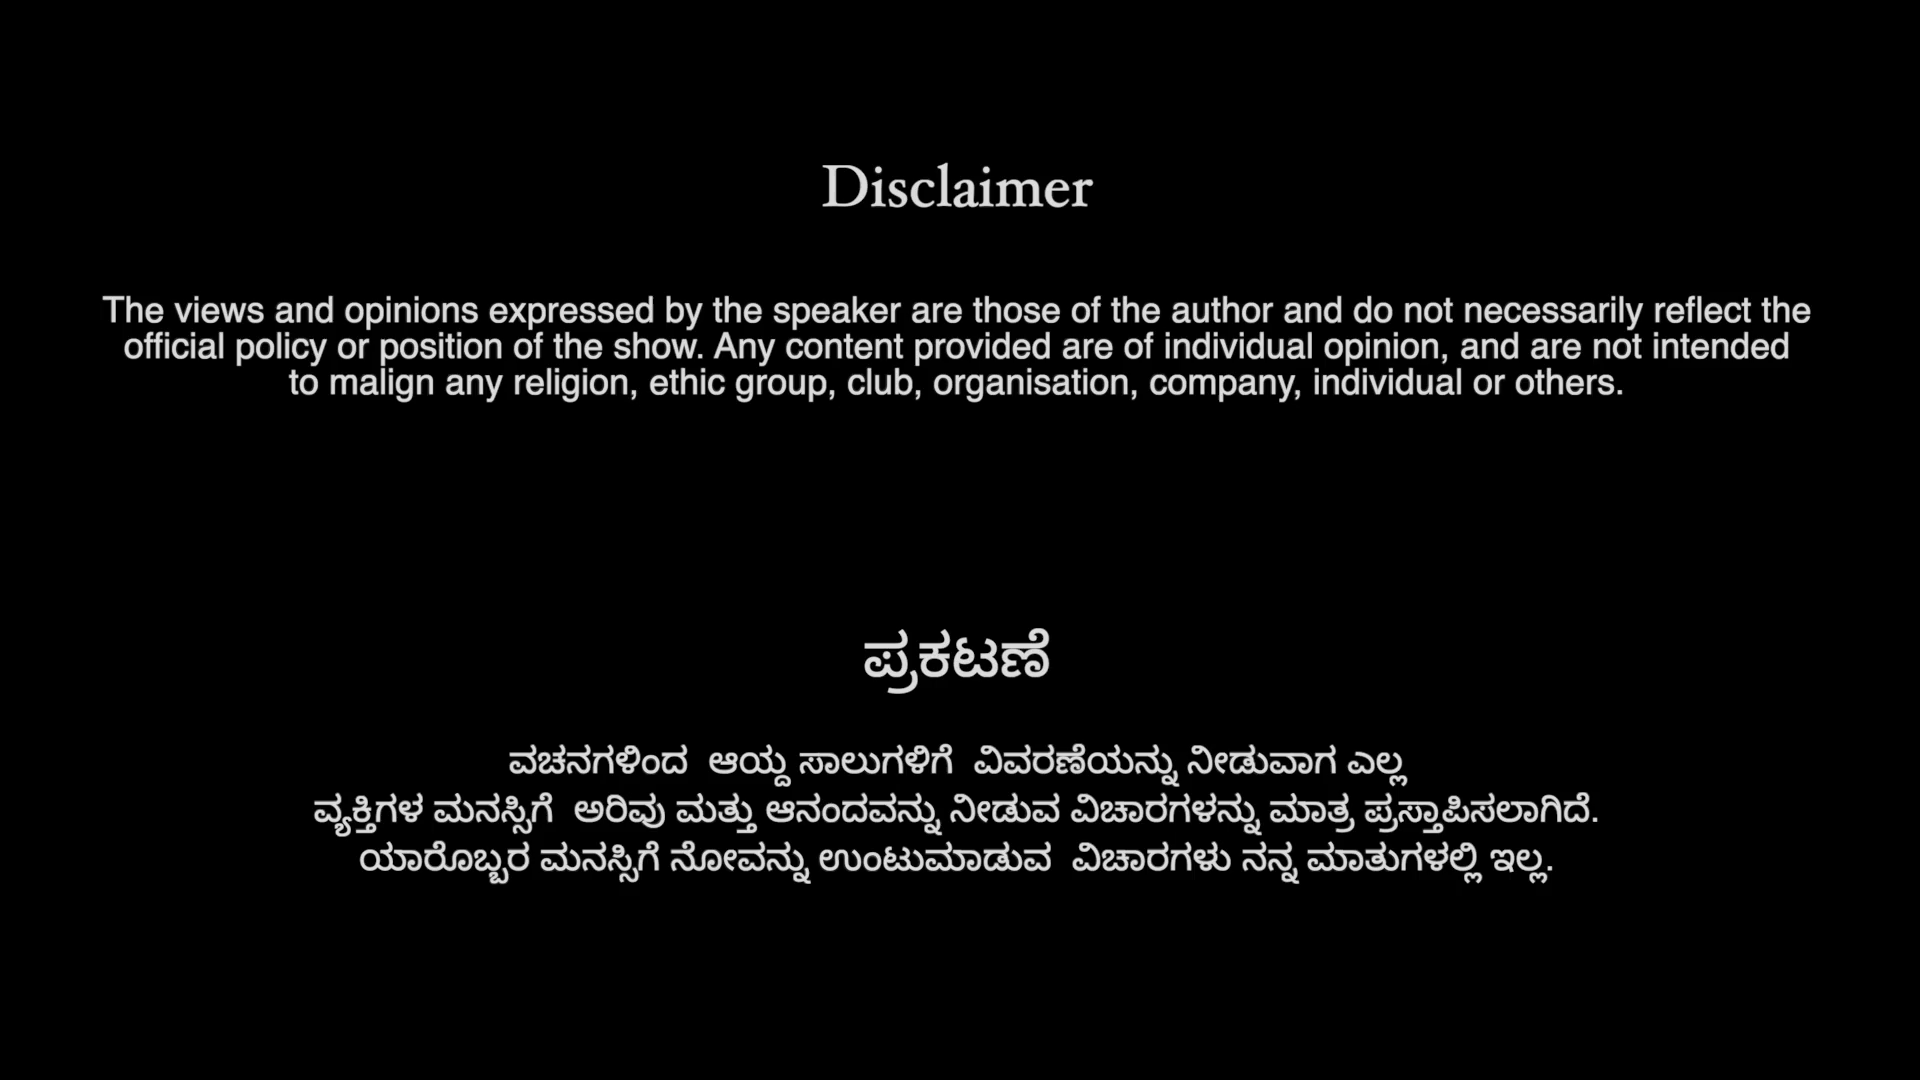 Disclaimer
The views and opinions expressed by the speaker are those of the author and do not necessarily reflect the
official policy or position of the show. Any content provided are of individual opinion, and are not intended
to malign any religion, ethic group, club, organisation, company, individual or others.
ಪ್ರಕಟಣೆ
ವಚನಗಳಿಂದ ಆಯ್ದ ಸಾಲುಗಳಿಗೆ ವಿವರಣೆಯನ್ನು ನೀಡುವಾಗ ಎಲ್ಲ
ವ್ಯಕ್ತಿಗಳ ಮನಸ್ಸಿಗೆ ಅರಿವು ಮತ್ತು ಆನಂದವನ್ನು ನೀಡುವ ವಿಚಾರಗಳನ್ನು ಮಾತ್ರ ಪ್ರಸ್ತಾಪಿಸಲಾಗಿದೆ.
ಯಾರೊಬ್ಬರ ಮನಸ್ಸಿಗೆ ನೋವನ್ನು ಉಂಟುಮಾಡುವ ವಿಚಾರಗಳು ನನ್ನ ಮಾತುಗಳಲ್ಲಿ ಇಲ್ಲ.